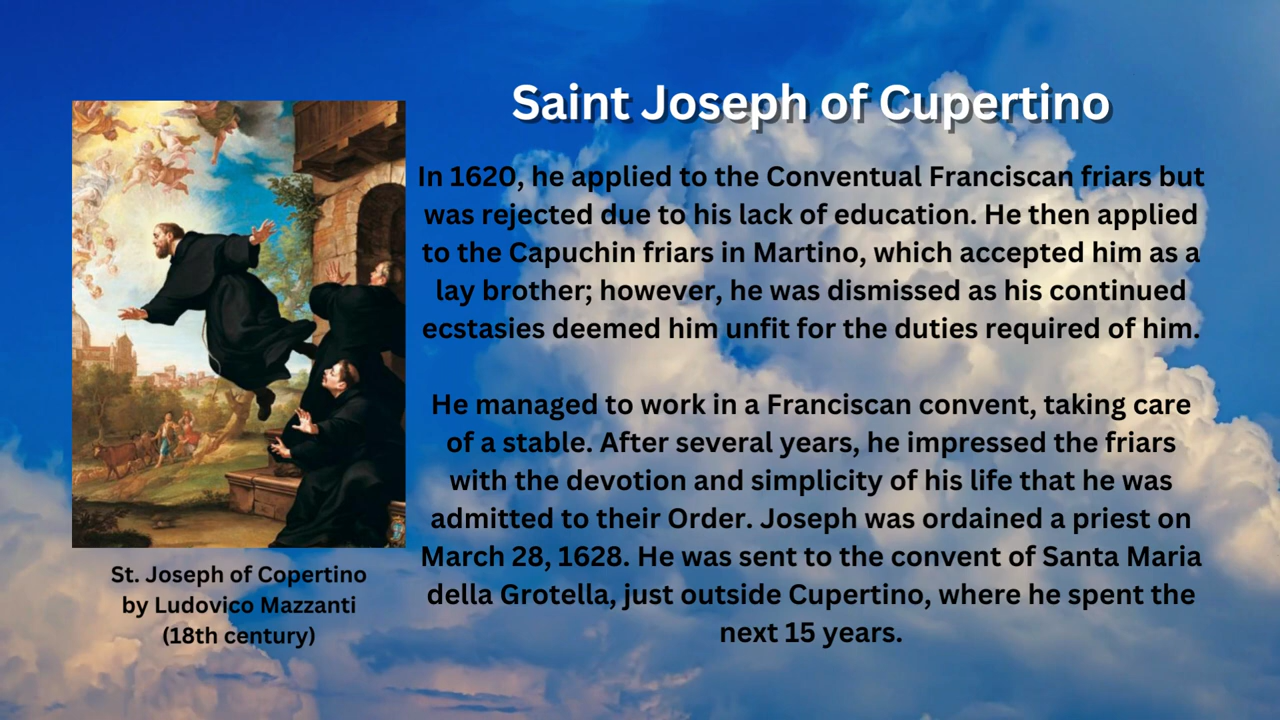 Saint Joseph of Cupertino
In 1620, he applied to the Conventual Franciscan friars but
was rejected due to his lack of education. He then applied
to the Capuchin friars in Martino, which accepted him as a
lay brother; however, he was dismissed as his continued
ecstasies deemed him unfit for the duties required of him.
He managed to work in a Franciscan convent, taking care
of a stable. After several years, he impressed the friars
with the devotion and simplicity of his life that he was
admitted to their Order. Joseph was ordained a priest on
March 28, 1628. He was sent to the convent of Santa Maria
della Grotella, just outside Cupertino, where he spent the
next 15 years.
St. Joseph of Copertino
by Ludovico Mazzanti
(18th century)